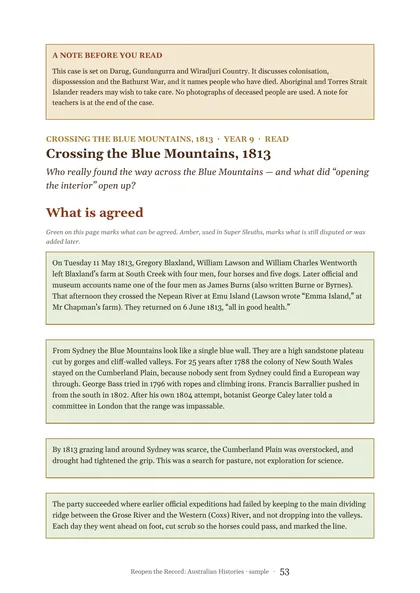 A NOTE BEFORE YOU READ
This case is set on Darug, Gundungurra and Wiradjuri Country. It discusses colonisation,
dispossession and the Bathurst War, and it names people who have died. Aboriginal and Torres Strait
Islander readers may wish to take care. No photographs of deceased people are used. A note for
teachers is at the end of the case.
CROSSING THE BLUE MOUNTAINS, 1813 · YEAR 9 · READ
Crossing the Blue Mountains, 1813
Who really found the way across the Blue Mountains — and what did “opening
the interior” open up?
What is agreed
Green on this page marks what can be agreed. Amber, used in Super Sleuths, marks what is still disputed or was
added later.
On Tuesday 11 May 1813, Gregory Blaxland, William Lawson and William Charles Wentworth
left Blaxland’s farm at South Creek with four men, four horses and five dogs. Later official and
museum accounts name one of the four men as James Burns (also written Burne or Byrnes).
That afternoon they crossed the Nepean River at Emu Island (Lawson wrote “Emma Island,” at
Mr Chapman’s farm). They returned on 6 June 1813, “all in good health.”
From Sydney the Blue Mountains look like a single blue wall. They are a high sandstone plateau
cut by gorges and cliff-walled valleys. For 25 years after 1788 the colony of New South Wales
stayed on the Cumberland Plain, because nobody sent from Sydney could find a European way
through. George Bass tried in 1796 with ropes and climbing irons. Francis Barrallier pushed in
from the south in 1802. After his own 1804 attempt, botanist George Caley later told a
committee in London that the range was impassable.
By 1813 grazing land around Sydney was scarce, the Cumberland Plain was overstocked, and
drought had tightened the grip. This was a search for pasture, not exploration for science.
The party succeeded where earlier official expeditions had failed by keeping to the main dividing
ridge between the Grose River and the Western (Coxs) River, and not dropping into the valleys.
Each day they went ahead on foot, cut scrub so the horses could pass, and marked the line.
Reopen the Record: Australian Histories · sample · 53